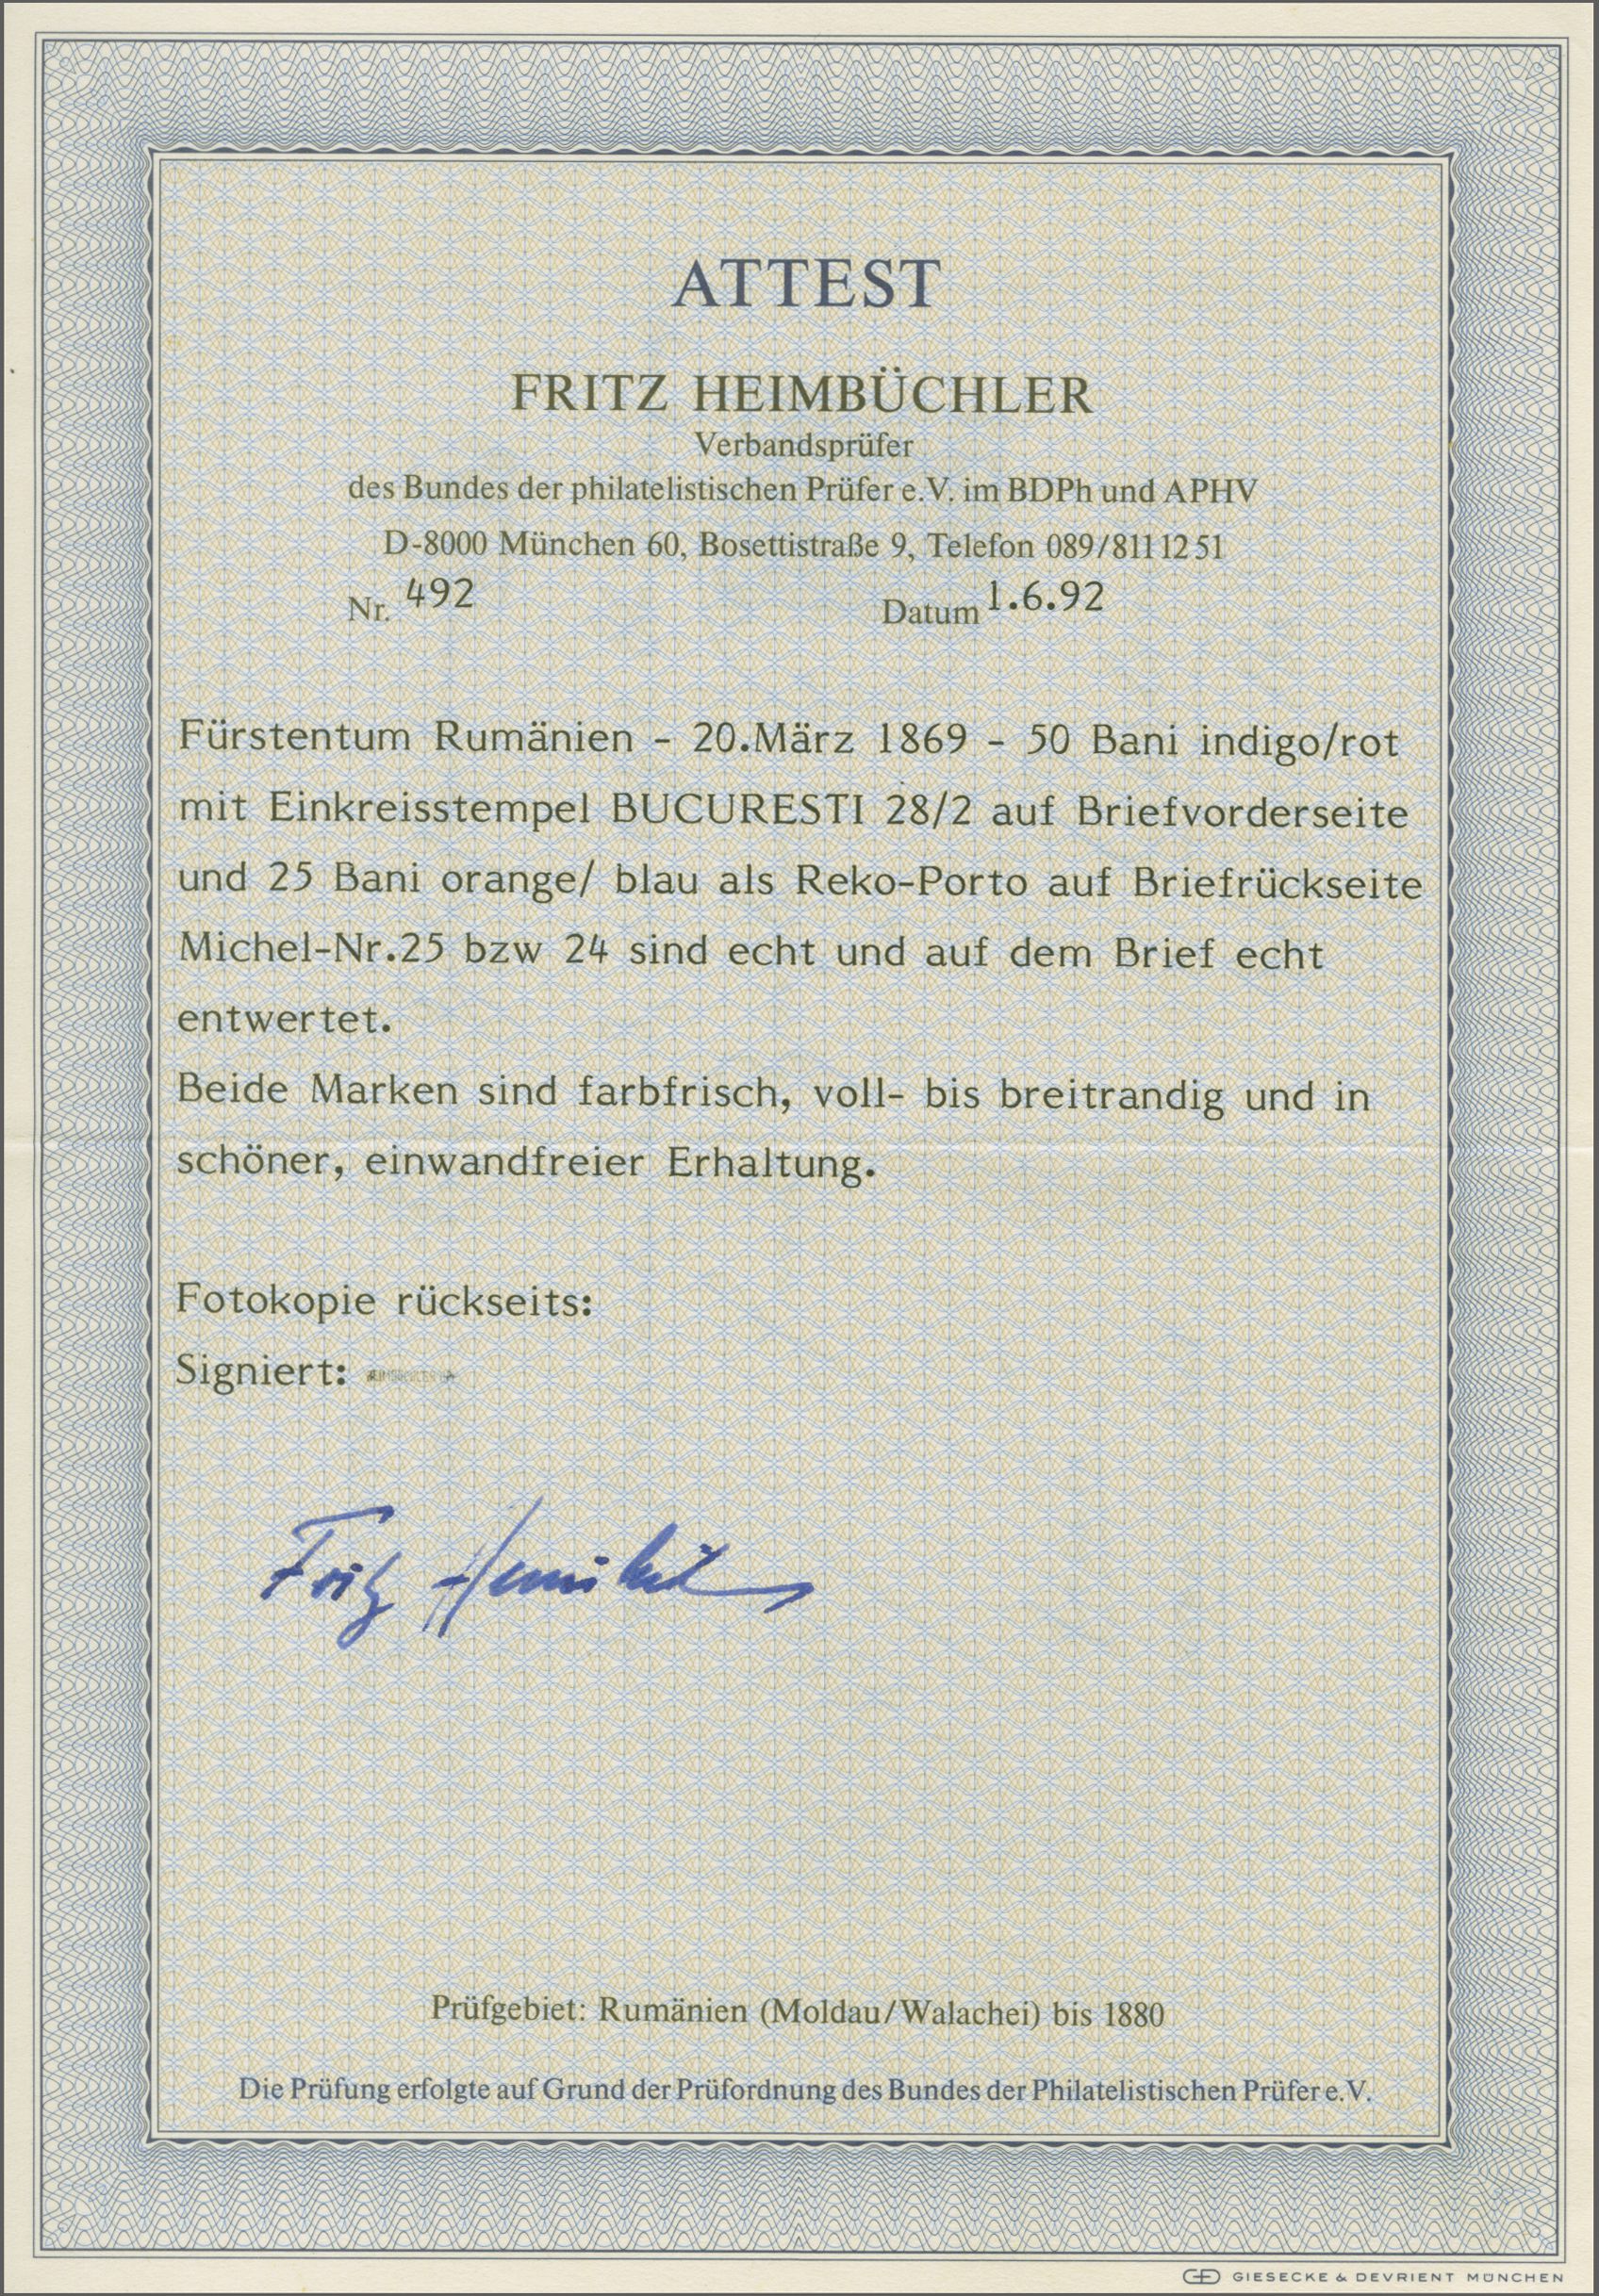 ATTEST
FRITZ HEIMBÜCHLER
Verbandsprüfer
des Bundes der philatelistischen Prüfer e.V. im BDPh und APHV
D-8000 München 60, Bosettistraße 9, Telefon 089/8111251
Nr. 492 Datum 1.6.92
Fürstentum Rumänien - 20.März 1869 - 50 Bani indigo/rot
mit Einkreisstempel BUCURESTI 28/2 auf Briefvorderseite
und 25 Bani orange/ blau als Reko-Porto auf Briefrückseite
Michel-Nr.25 bzw 24 sind echt und auf dem Brief echt
entwertet.
Beide Marken sind farbfrisch, voll- bis breitrandig und in
schöner, einwandfreier Erhaltung.
Fotokopie rückseits:
Signiert:
Fritz
Prüfgebiet: Rumänien (Moldau/Walachei) bis 1880
Die Prüfung erfolgte auf Grund der Prüfordnung des Bundes der Philatelistischen Prüfer e.V.
GIESECKE & DEVRIENT MÜNCHEN